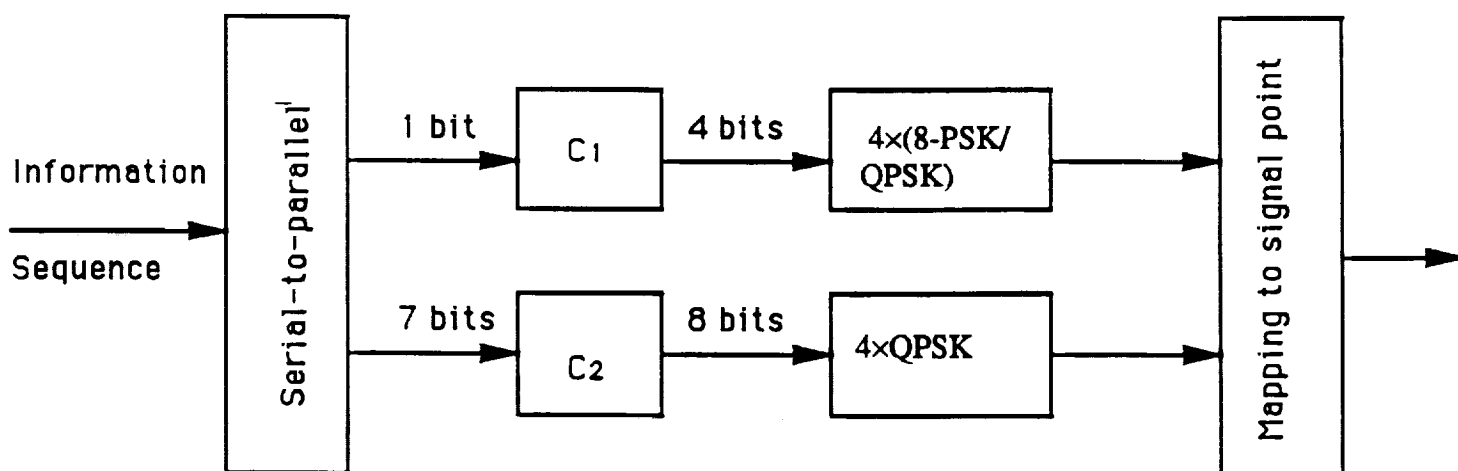 Information
Sequence
Serial-to-parallel
1 bit
C1
4 bits
4×(8-PSK/
QPSK)
7 bits
C2
8 bits
4×QPSK
Mapping to signal point